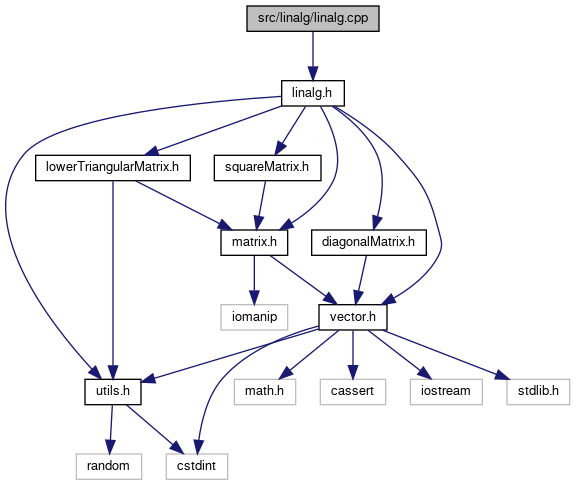 src/linalg/linalg.cpp
linalg.h
lowerTriangularMatrix.h
squareMatrix.h
matrix.h
diagonalMatrix.h
iomanip
vector.h
utils.h
math.h
cassert
iostream
stdlib.h
random
cstdint